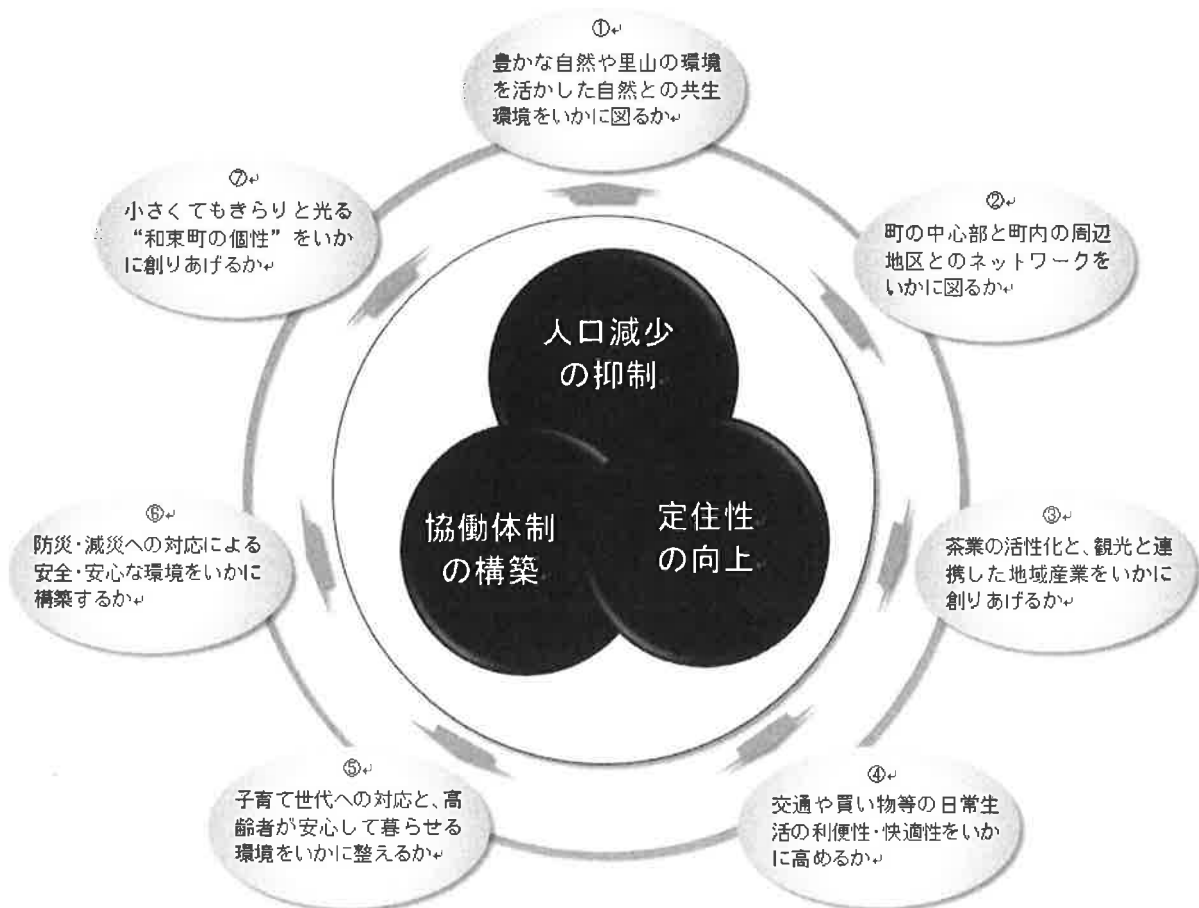 ①
豊かな自然や里山の環境
を活かした自然との共生
環境をいかに図るか
②
町の中心部と町内の周辺
地区とのネットワークを
いかに図るか
③
茶業の活性化と、観光と連
携した地域産業をいかに
創りあげるか
④
交通や買い物等の日常生
活の利便性・快適性をいか
に高めるか
⑤
子育て世代への対応と、高
齢者が安心して暮らせる
環境をいかに整えるか
⑥
防災・減災への対応による
安全・安心な環境をいかに
構築するか
⑦
小さくてもきらりと光る
“和束町の個性”をいか
に創りあげるか
人口減少
の抑制
協働体制
の構築
定住性
の向上